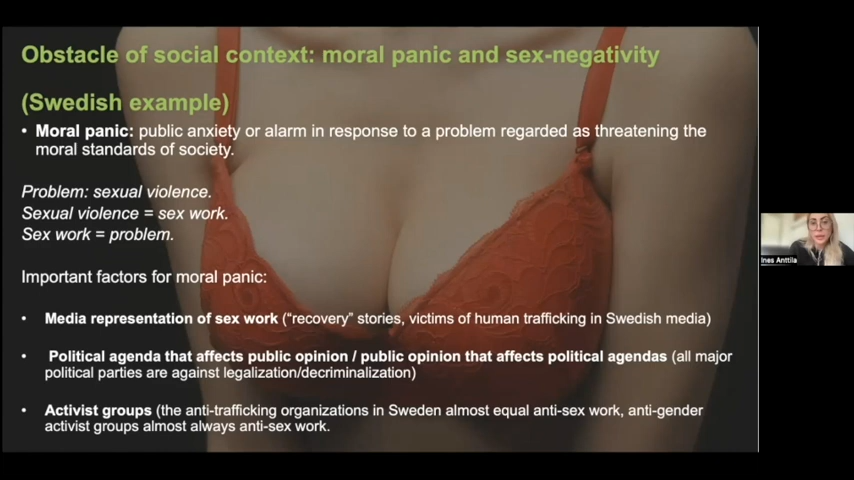 Obstacle of social context: moral panic and sex-negativity
(Swedish example)
• Moral panic: public anxiety or alarm in response to a problem regarded as threatening the
moral standards of society.
Problem: sexual violence.
Sexual violence = sex work.
Sex work = problem.
Important factors for moral panic:
• Media representation of sex work (“recovery” stories, victims of human trafficking in Swedish media)
• Political agenda that affects public opinion / public opinion that affects political agendas (all major
political parties are against legalization/decriminalization)
• Activist groups (the anti-trafficking organizations in Sweden almost equal anti-sex work, anti-gender
activist groups almost always anti-sex work.
Ines Anttila